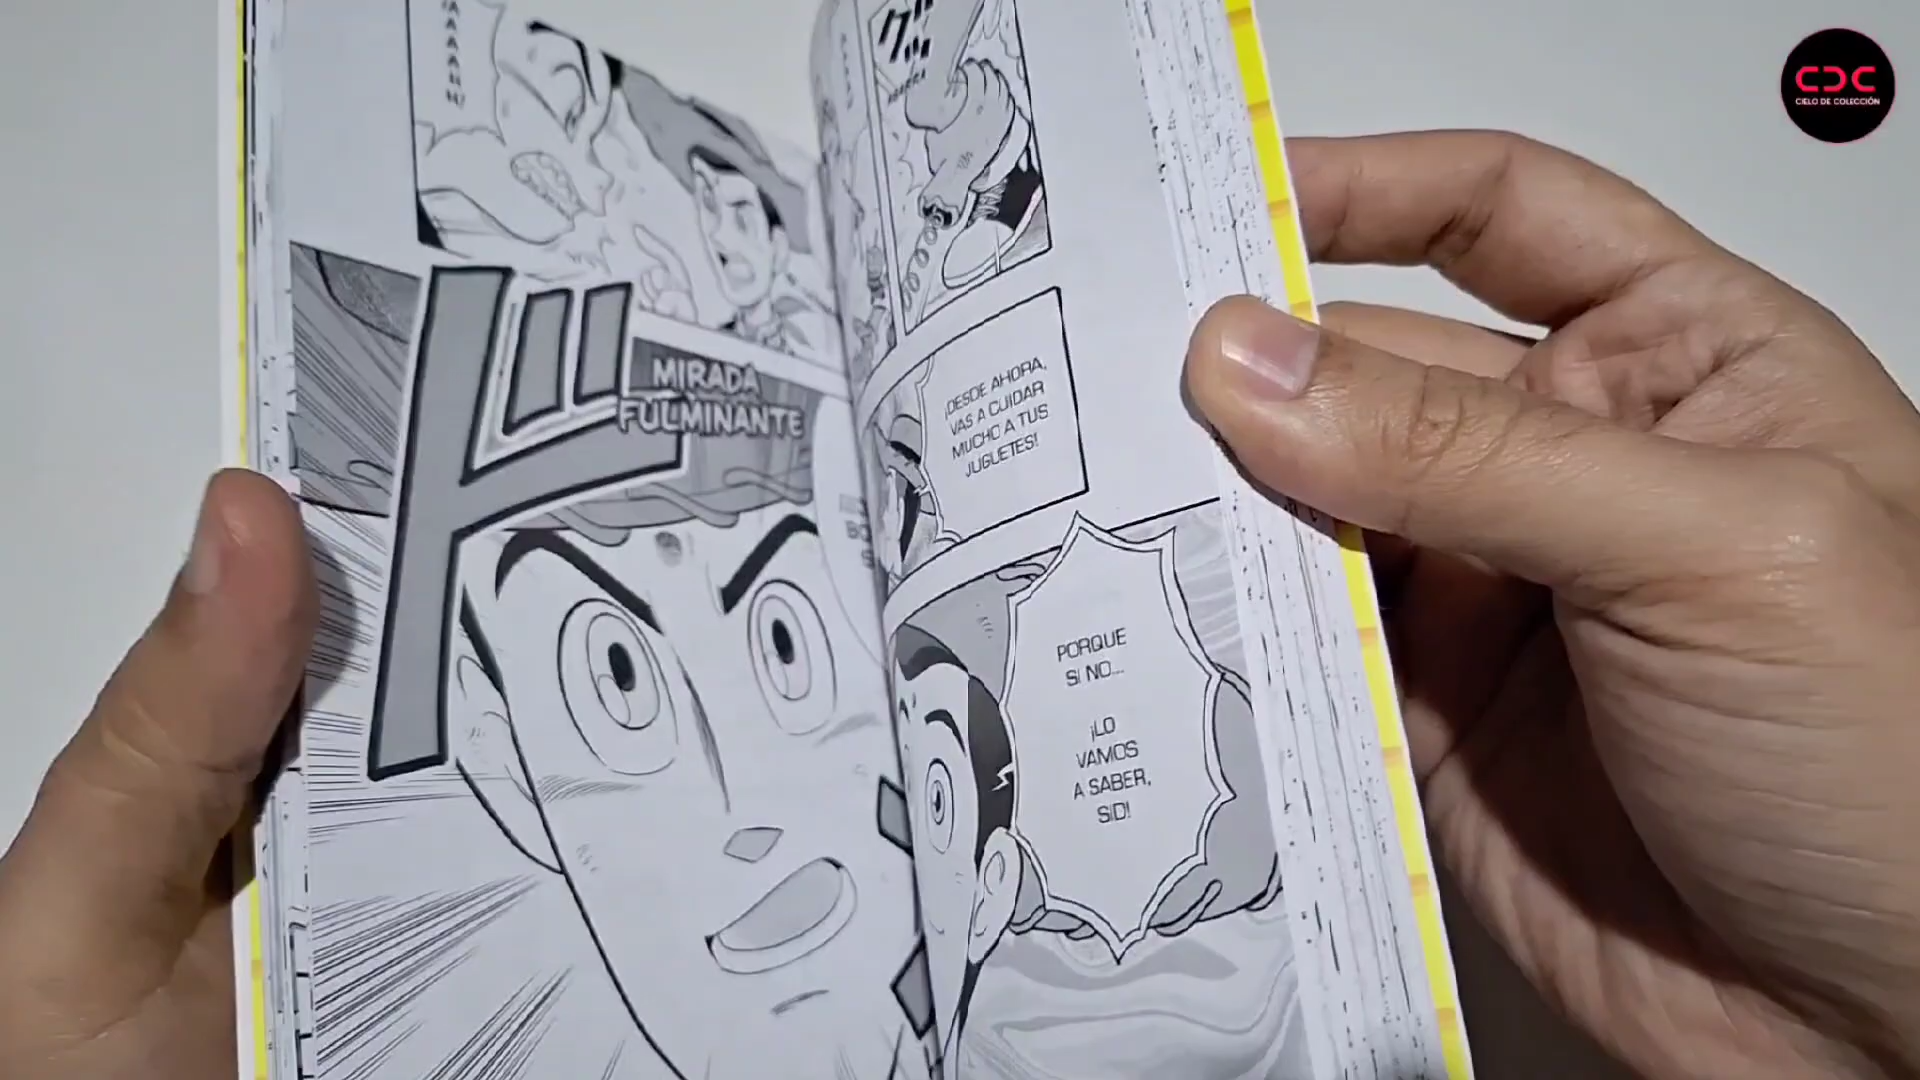 CDC
CIELO DE COLECCIÓN
ド
MIRADA
FULMINANTE
¡DESDE AHORA,
VAS A CUIDAR
MUCHO A TUS
JUGUETES!
PORQUE
SI NO...
¡LO
VAMOS
A SABER,
SID!